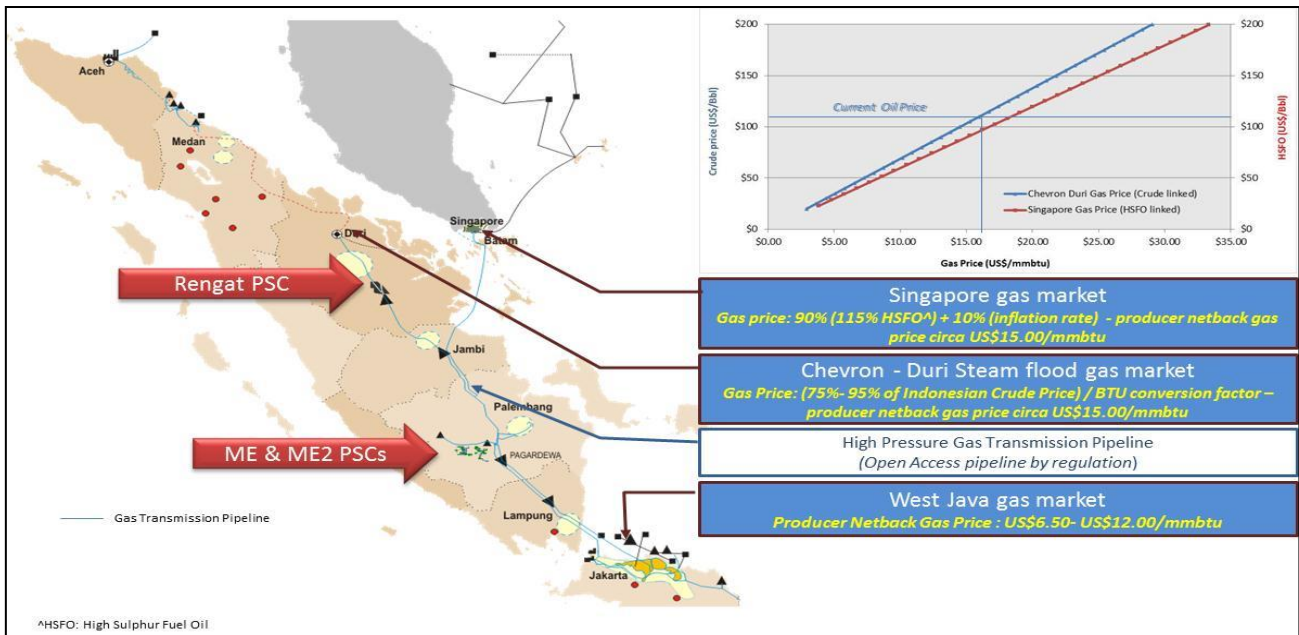 Aceh
Medan
Duri
Singapore
Batam
Rengat PSC
Jambi
Palembang
ME & ME2 PSCs
PAGARDEWA
Lampung
Jakarta
Gas Transmission Pipeline
^HSFO: High Sulphur Fuel Oil
$200
$150
$100
$50
$0
Crude price (US$/Bbl)
Current Oil Price
Chevron Duri Gas Price (Crude linked)
Singapore Gas Price (HSFO linked)
$200
$150
$100
$50
$0
HSFO (US$/Bbl)
$0.00 $5.00 $10.00 $15.00 $20.00 $25.00 $30.00 $35.00
Gas Price (US$/mmbtu)
Singapore gas market
Gas price: 90% (115% HSFO^) + 10% (inflation rate) - producer netback gas
price circa US$15.00/mmbtu
Chevron - Duri Steam flood gas market
Gas Price: (75%- 95% of Indonesian Crude Price) / BTU conversion factor –
producer netback gas price circa US$15.00/mmbtu
High Pressure Gas Transmission Pipeline
(Open Access pipeline by regulation)
West Java gas market
Producer Netback Gas Price : US$6.50- US$12.00/mmbtu